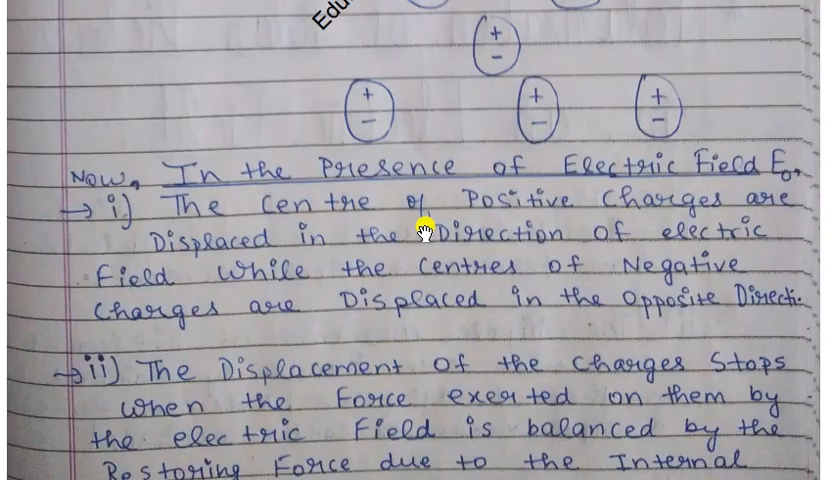 Edu
+
-
+
-
+
-
+
-
Now, In the Presence of Electric Field E₀,
→ i) The Centre of Positive Charges are
Displaced in the Direction of electric
Field While the Centres of Negative
Charges are Displaced in the Opposite Directi.
→ ii) The Displacement of the Charges Stops
When the Force exerted on them by
the electric Field is balanced by the
Restoring Force due to the Internal